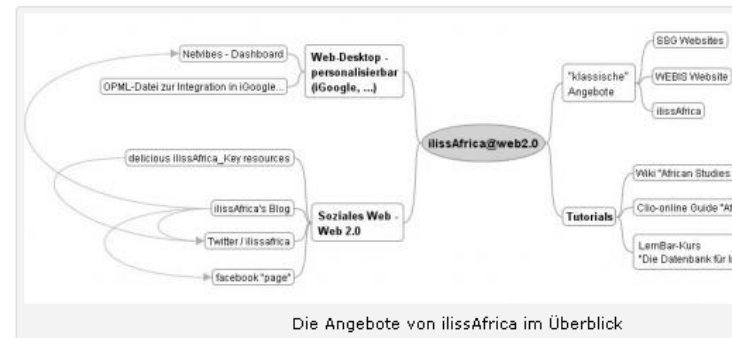 Netvibes - Dashboard
OPML-Datei zur Integration in iGoogle...
Web-Desktop -
personalisierbar
(iGoogle, ...)
delicious ilissAfrica_Key resources
ilissAfrica's Blog
Twitter / ilissafrica
facebook "page"
Soziales Web -
Web 2.0
ilissAfrica@web2.0
"klassische"
Angebote
SSG Websites
WEBIS Website
ilissAfrica
Tutorials
Wiki "African Studies
Clio-online Guide "Af
LernBar-Kurs
"Die Datenbank für I
Die Angebote von ilissAfrica im Überblick